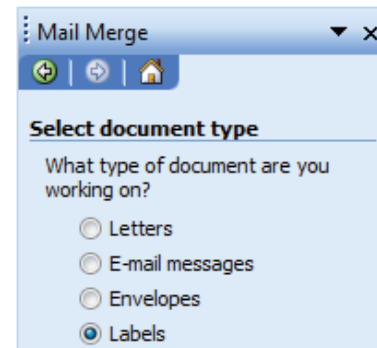 Mail Merge
Select document type
What type of document are you
working on?
Letters
E-mail messages
Envelopes
Labels